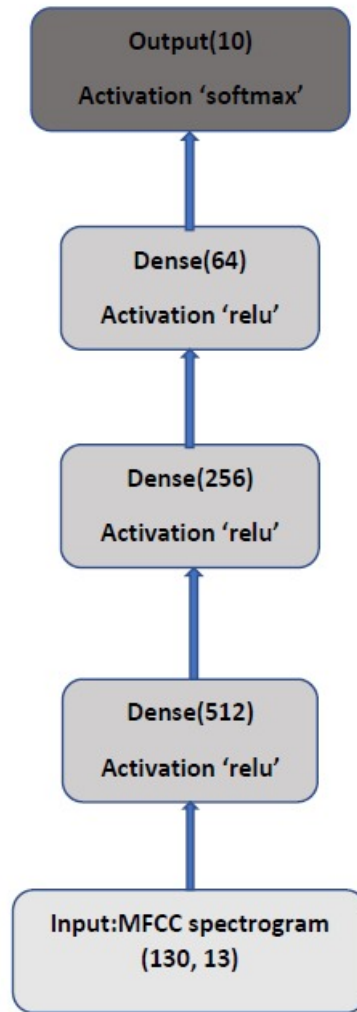 Output(10)
Activation ‘softmax’
Dense(64)
Activation ‘relu’
Dense(256)
Activation ‘relu’
Dense(512)
Activation ‘relu’
Input:MFCC spectrogram
(130, 13)